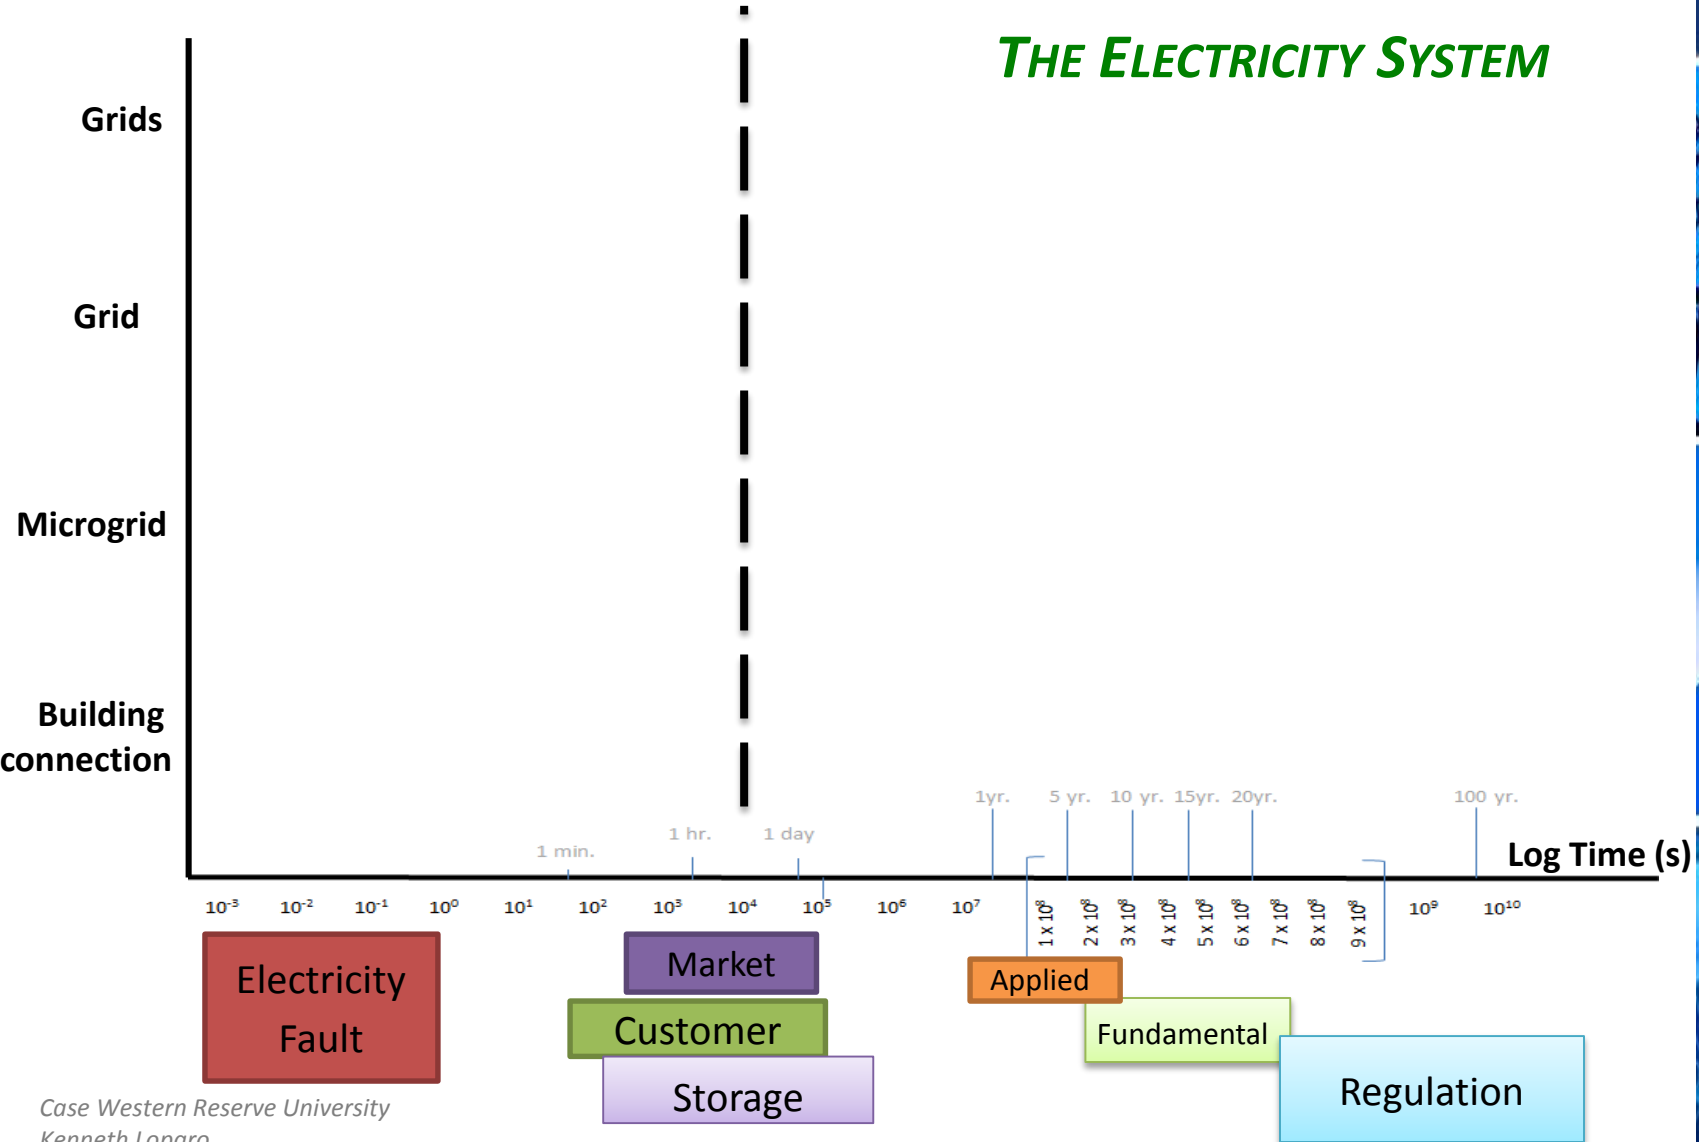 THE ELECTRICITY SYSTEM
Grids
Grid
Microgrid
Building
connection
1yr. 5 yr. 10 yr. 15yr. 20yr. 100 yr.
1 min. 1 hr. 1 day
Log Time (s)
10⁻³ 10⁻² 10⁻¹ 10⁰ 10¹ 10² 10³ 10⁴ 10⁵ 10⁶ 10⁷ 1 x 10⁸ 2 x 10⁸ 3 x 10⁸ 4 x 10⁸ 5 x 10⁸ 6 x 10⁸ 7 x 10⁸ 8 x 10⁸ 9 x 10⁸ 10⁹ 10¹⁰
Electricity
Fault
Market
Customer
Storage
Applied
Fundamental
Regulation
Case Western Reserve University
Kenneth Loparo